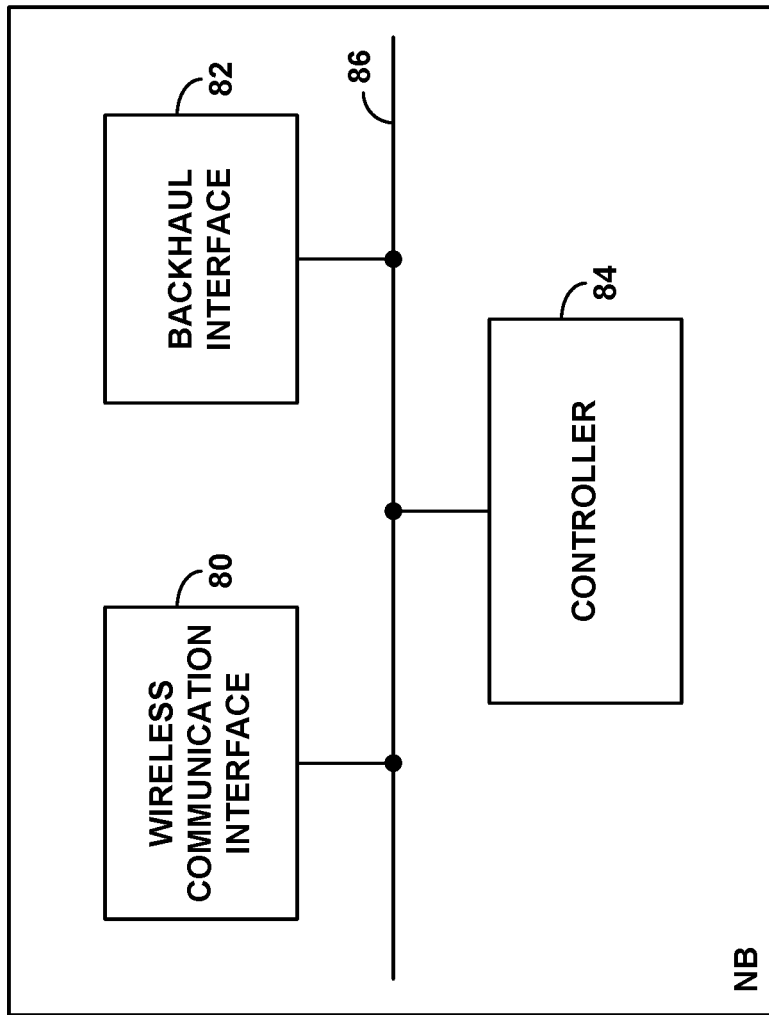 80
WIRELESS
COMMUNICATION
INTERFACE
82
BACKHAUL
INTERFACE
86
84
CONTROLLER
NB